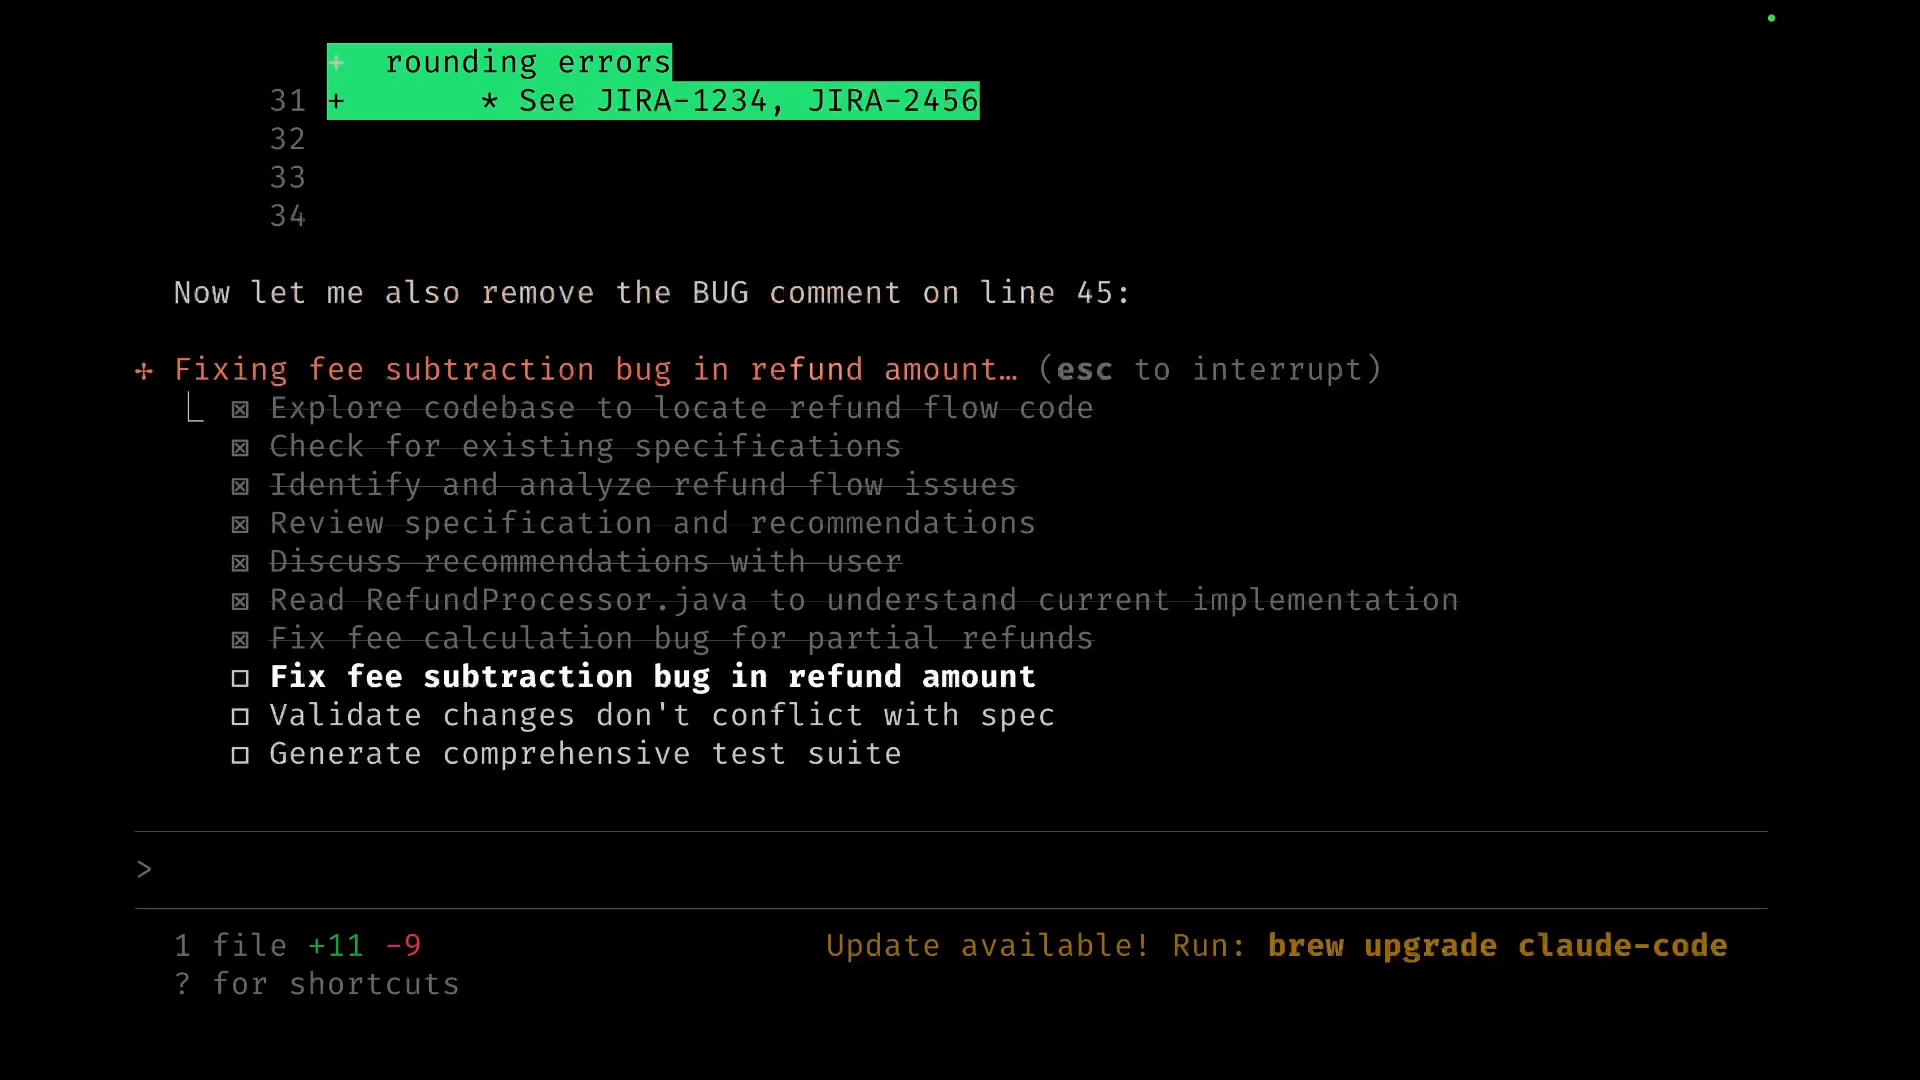 +  rounding errors
31 +       * See JIRA-1234, JIRA-2456
32
33
34
Now let me also remove the BUG comment on line 45:
✢ Fixing fee subtraction bug in refund amount… (esc to interrupt)
⎿ ☒ Explore codebase to locate refund flow code
☒ Check for existing specifications
☒ Identify and analyze refund flow issues
☒ Review specification and recommendations
☒ Discuss recommendations with user
☒ Read RefundProcessor.java to understand current implementation
☒ Fix fee calculation bug for partial refunds
☐ Fix fee subtraction bug in refund amount
☐ Validate changes don't conflict with spec
☐ Generate comprehensive test suite
>
1 file +11 -9 Update available! Run: brew upgrade claude-code
? for shortcuts